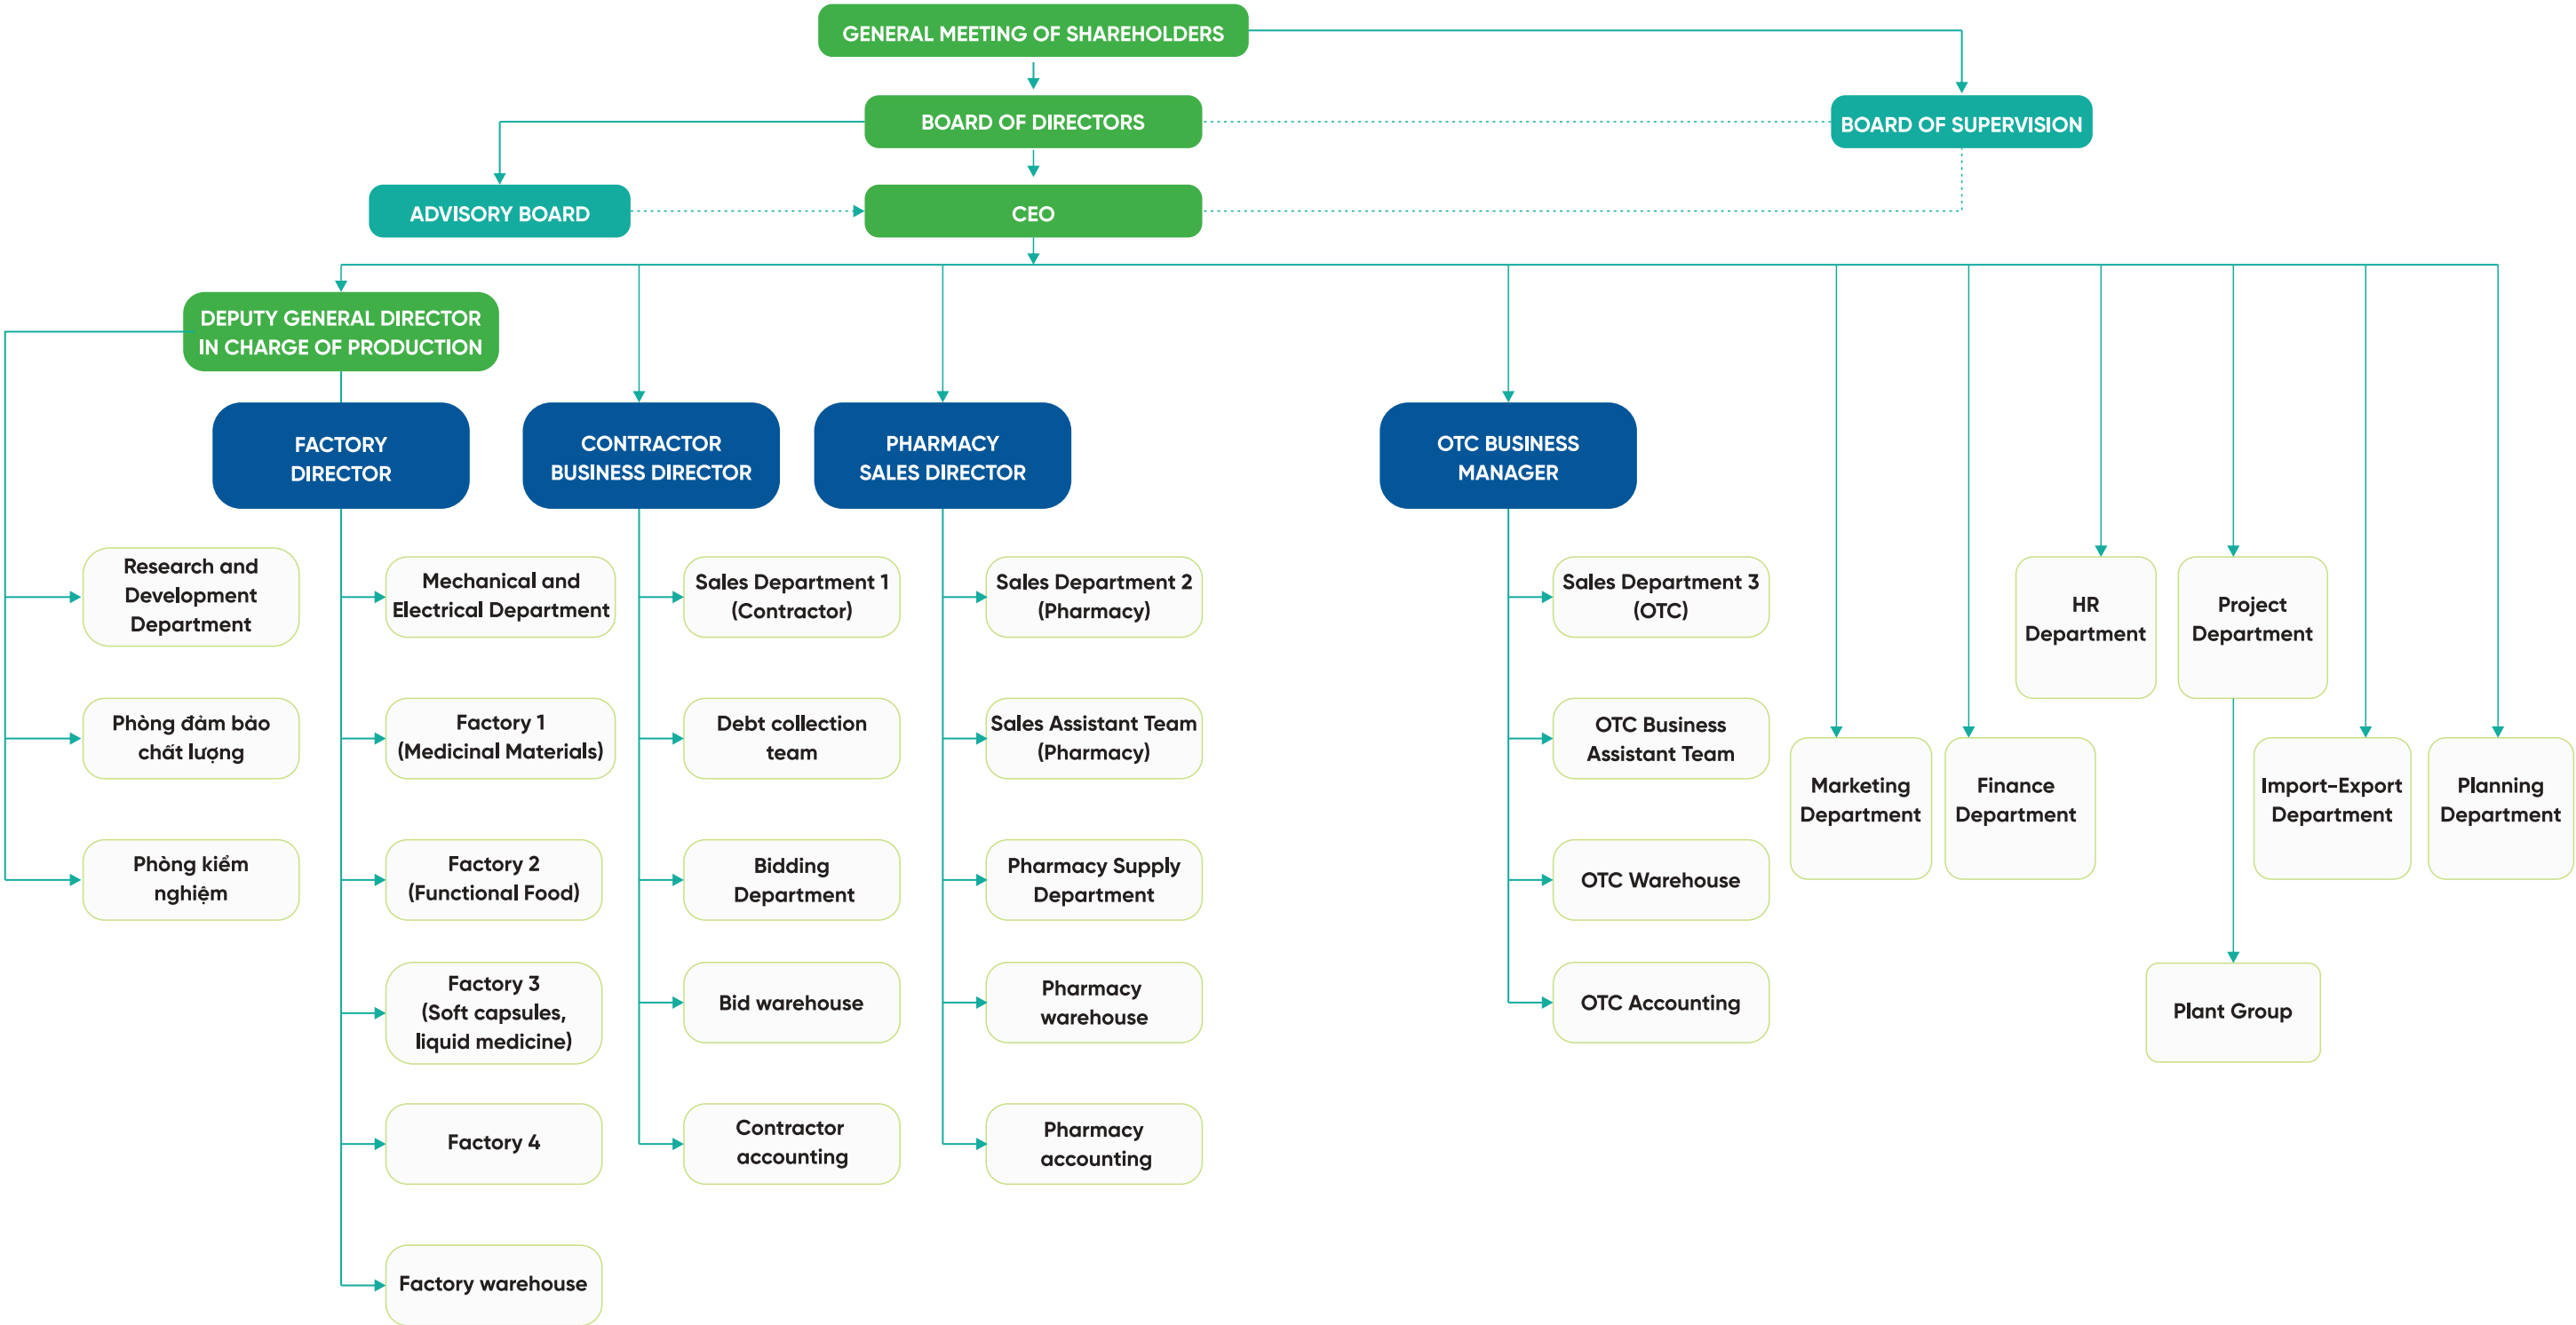 GENERAL MEETING OF SHAREHOLDERS
BOARD OF DIRECTORS
BOARD OF SUPERVISION
ADVISORY BOARD
CEO
DEPUTY GENERAL DIRECTOR
IN CHARGE OF PRODUCTION
FACTORY
DIRECTOR
CONTRACTOR
BUSINESS DIRECTOR
PHARMACY
SALES DIRECTOR
OTC BUSINESS
MANAGER
Research and
Development
Department
Phòng đảm bảo
chất lượng
Phòng kiểm
nghiệm
Mechanical and
Electrical Department
Factory 1
(Medicinal Materials)
Factory 2
(Functional Food)
Factory 3
(Soft capsules,
liquid medicine)
Factory 4
Factory warehouse
Sales Department 1
(Contractor)
Debt collection
team
Bidding
Department
Bid warehouse
Contractor
accounting
Sales Department 2
(Pharmacy)
Sales Assistant Team
(Pharmacy)
Pharmacy Supply
Department
Pharmacy
warehouse
Pharmacy
accounting
Sales Department 3
(OTC)
OTC Business
Assistant Team
OTC Warehouse
OTC Accounting
Marketing
Department
Finance
Department
HR
Department
Project
Department
Plant Group
Import-Export
Department
Planning
Department